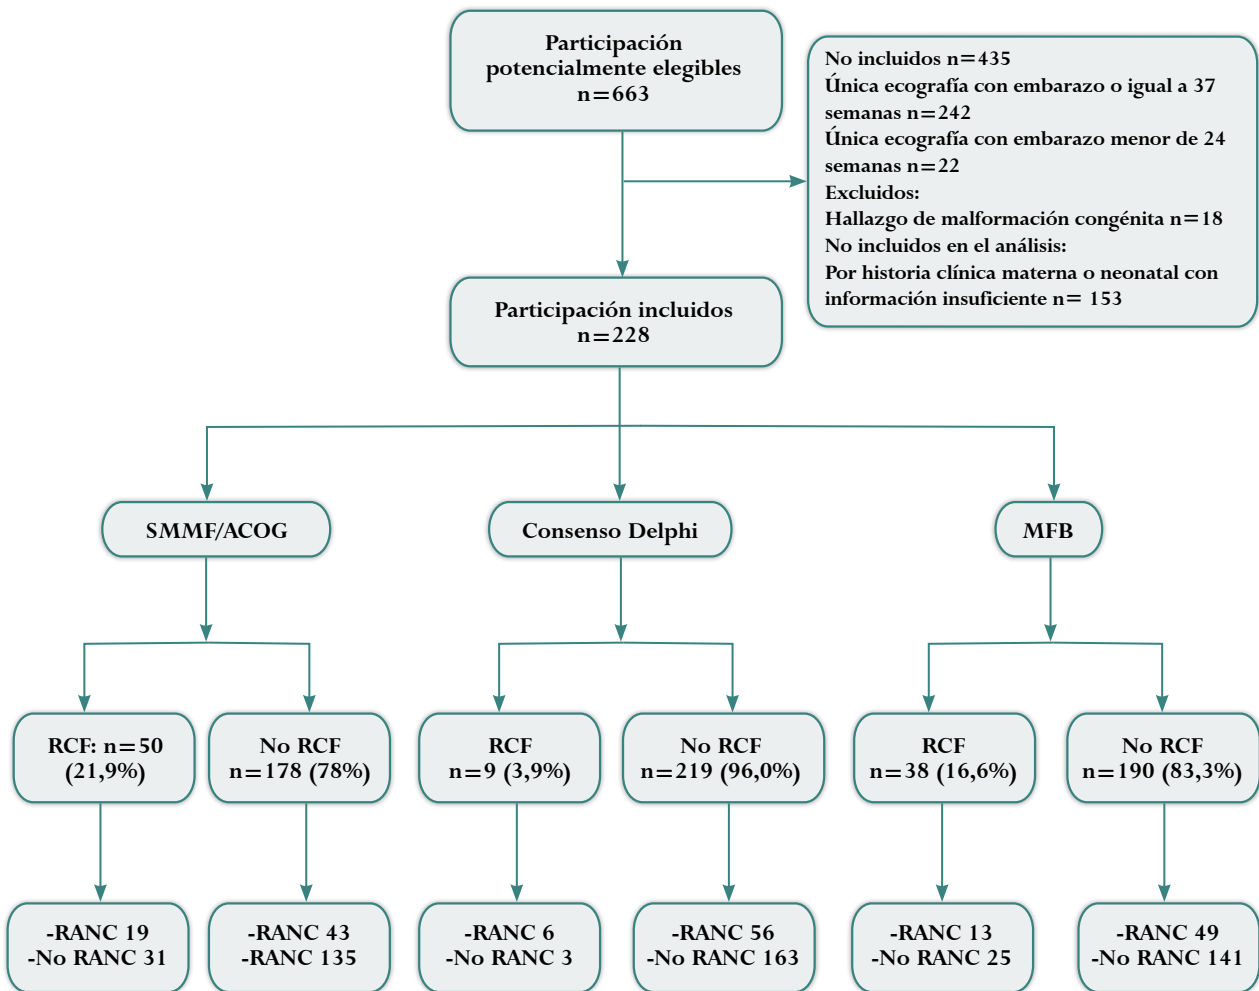 Participación
potencialmente elegibles
n=663
No incluidos n=435
Única ecografía con embarazo o igual a 37
semanas n=242
Única ecografía con embarazo menor de 24
semanas n=22
Excluidos:
Hallazgo de malformación congénita n=18
No incluidos en el análisis:
Por historia clínica materna o neonatal con
información insuficiente n= 153
Participación incluidos
n=228
SMMF/ACOG
Consenso Delphi
MFB
RCF: n=50
(21,9%)
No RCF
n=178 (78%)
RCF
n=9 (3,9%)
No RCF
n=219 (96,0%)
RCF
n=38 (16,6%)
No RCF
n=190 (83,3%)
-RANC 19
-No RANC 31
-RANC 43
-RANC 135
-RANC 6
-No RANC 3
-RANC 56
-No RANC 163
-RANC 13
-No RANC 25
-RANC 49
-No RANC 141